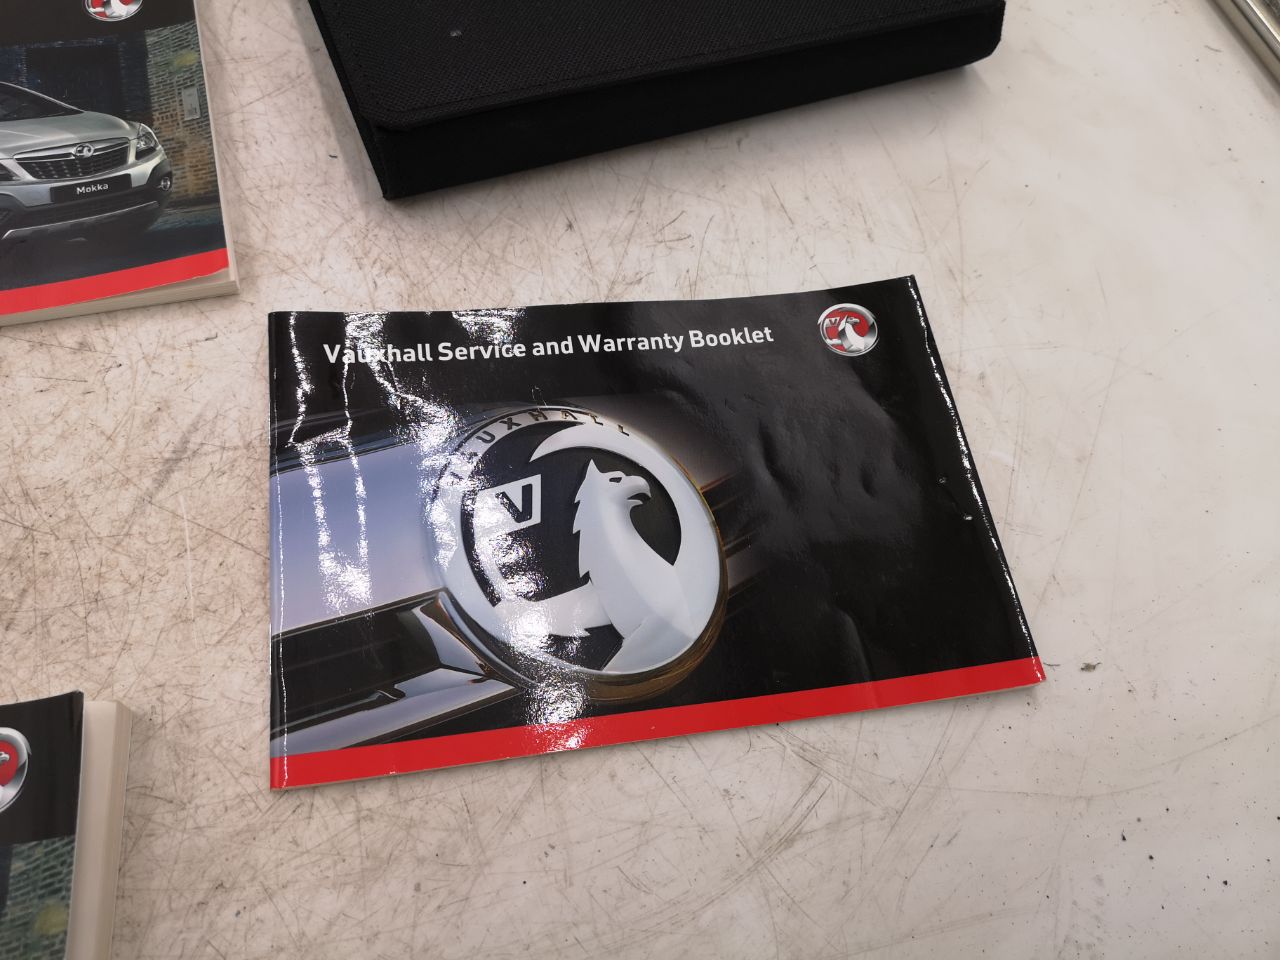 Mokka
Vauxhall Service and Warranty Booklet
VAUXHALL
V